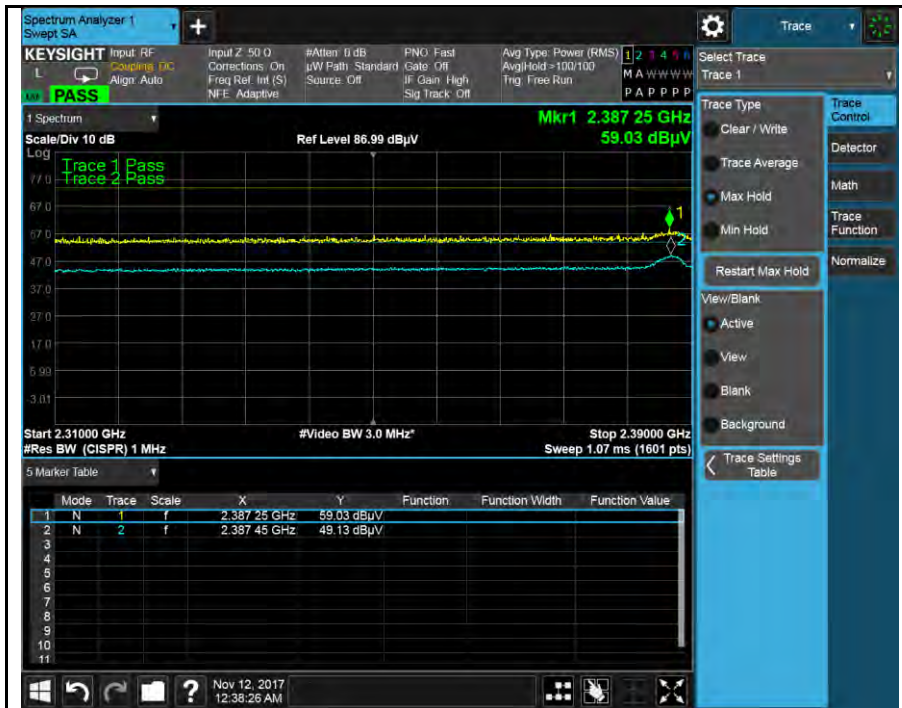 Spectrum Analyzer 1
Swept SA
+
Trace
KEYSIGHT
L
PASS
Input: RF
Coupling: DC
Align: Auto
Input Z: 50 Ω
Corrections: On
Freq Ref: Int (S)
NFE: Adaptive
#Atten: 0 dB
µW Path: Standard
Source: Off
PNO: Fast
Gate: Off
IF Gain: High
Sig Track: Off
Avg Type: Power (RMS)
Avg|Hold:>100/100
Trig: Free Run
1 2 3 4 5 6
M A W W W W
P A P P P P
Select Trace
Trace 1
1 Spectrum
Scale/Div 10 dB
Ref Level 86.99 dBµV
Mkr1 2.387 25 GHz
59.03 dBµV
Log
Trace 1 Pass
Trace 2 Pass
77.0
67.0
57.0
47.0
37.0
27.0
17.0
5.99
-3.01
1
2
Start 2.31000 GHz
#Video BW 3.0 MHz*
Stop 2.39000 GHz
#Res BW (CISPR) 1 MHz
Sweep 1.07 ms (1601 pts)
5 Marker Table
Mode Trace Scale X Y Function Function Width Function Value
1 N 1 f 2.387 25 GHz 59.03 dBµV
2 N 2 f 2.387 45 GHz 49.13 dBµV
3
4
5
6
7
8
9
10
11
Trace Type
Clear / Write
Trace Average
Max Hold
Min Hold
Restart Max Hold
View/Blank
Active
View
Blank
Background
Trace Settings
Table
Trace
Control
Detector
Math
Trace
Function
Normalize
?
Nov 12, 2017
12:38:26 AM